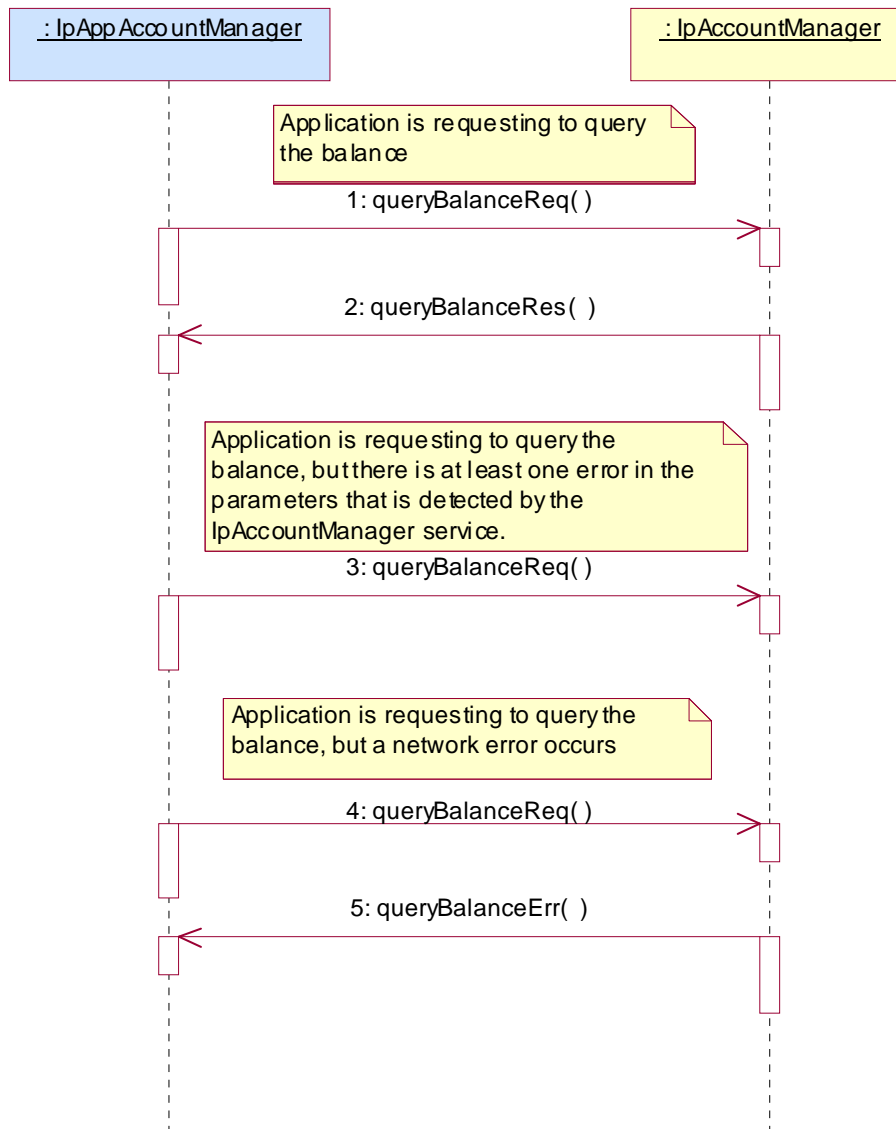 : IpAppAccountManager
: IpAccountManager
Application is requesting to query
the balance
1: queryBalanceReq( )
2: queryBalanceRes( )
Application is requesting to query the
balance, but there is at least one error in the
parameters that is detected by the
IpAccountManager service.
3: queryBalanceReq( )
Application is requesting to query the
balance, but a network error occurs
4: queryBalanceReq( )
5: queryBalanceErr( )